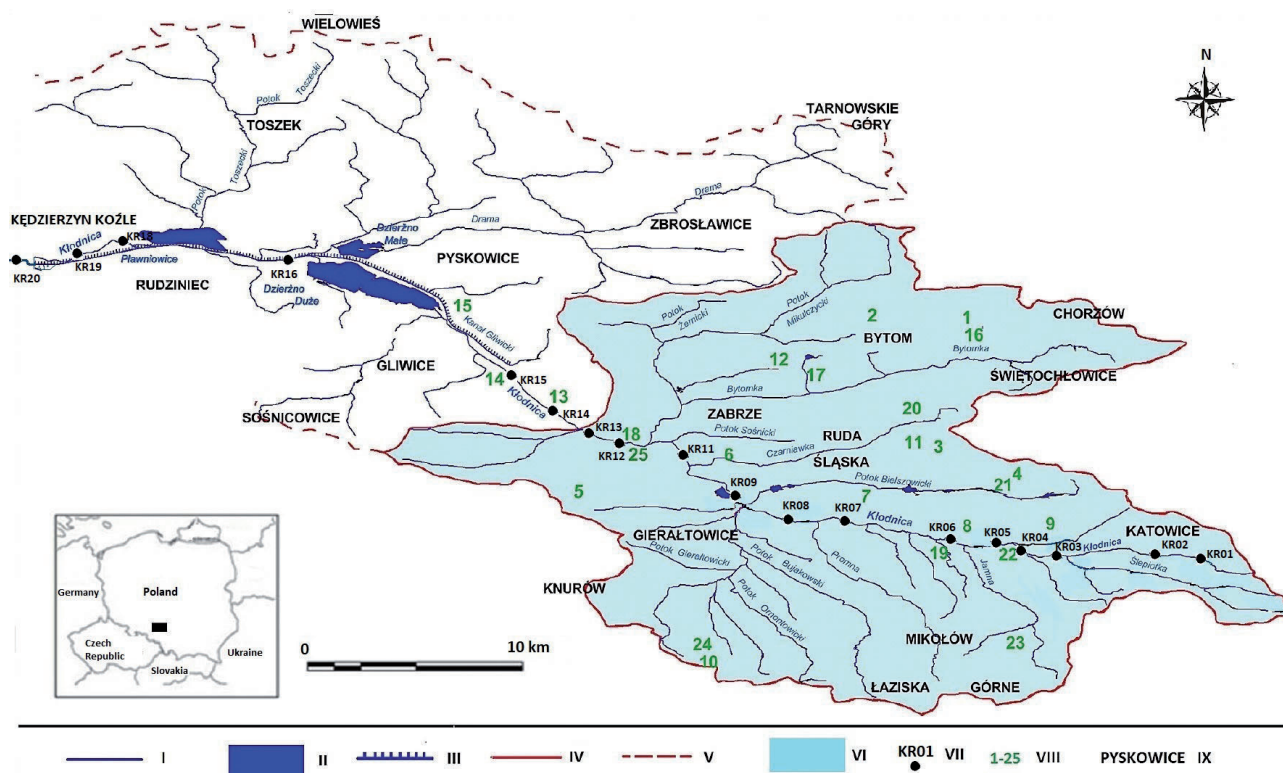 WIELOWIEŚ
N
Potok
Toszecki
TOSZEK
TARNOWSKIE
GÓRY
Potok
Toszecki
Drama
KĘDZIERZYN KOŹLE
Kłodnica
KR18
KR19
KR20
Pławniowice
RUDZINIEC
KR16
Dzierżno
Małe
Drama
Dzierżno
Duże
PYSKOWICE
ZBROSŁAWICE
15
Kanał Gliwicki
Potok
Żernicki
Potok
Mikulczycki
2
1
16
CHORZÓW
BYTOM
Bytomka
GLIWICE
14
KR15
12
17
ŚWIĘTOCHŁOWICE
Kłodnica
13
KR14
Bytomka
SOŚNICOWICE
ZABRZE
20
KR13
18
KR12
25
Potok Sośnicki
RUDA
ŚLĄSKA
11
3
KR11
6
Czarniewka
5
KR09
Potok Bielszowicki
7
4
21
KR08
KR07
Kłodnica
KR06
8
19
KR05
KR04
22
9
KR03
KATOWICE
Kłodnica
KR02
KR01
Ślepiotka
GIERAŁTOWICE
Potok Gierałtowicki
Potok Bujakowski
Promna
Jamna
KNURÓW
Potok Ornontowicki
24
10
MIKOŁÓW
23
ŁAZISKA
GÓRNE
Germany
Poland
Czech
Republic
Slovakia
Ukraine
0
10 km
I
II
III
IV
V
VI
KR01
VII
1-25
VIII
PYSKOWICE
IX